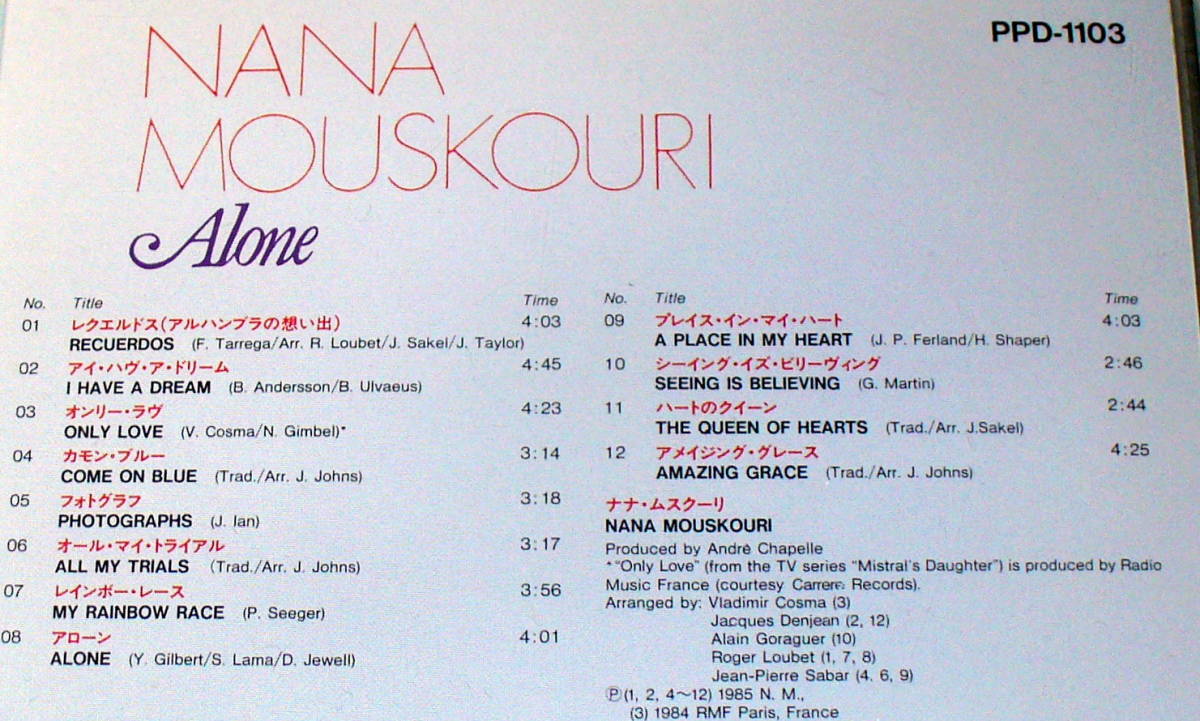 PPD-1103
NANA
MOUSKOURI
Alone
No. Title Time
01 レクエルドス(アルハンブラの想い出) 4:03
RECUERDOS (F. Tarrega/Arr. R. Loubet/J. Sakel/J. Taylor)
02 アイ・ハヴ・ア・ドリーム 4:45
I HAVE A DREAM (B. Andersson/B. Ulvaeus)
03 オンリー・ラヴ 4:23
ONLY LOVE (V. Cosma/N. Gimbel)*
04 カモン・ブルー 3:14
COME ON BLUE (Trad./Arr. J. Johns)
05 フォトグラフ 3:18
PHOTOGRAPHS (J. Ian)
06 オール・マイ・トライアル 3:17
ALL MY TRIALS (Trad./Arr. J. Johns)
07 レインボー・レース 3:56
MY RAINBOW RACE (P. Seeger)
08 アローン 4:01
ALONE (Y. Gilbert/S. Lama/D. Jewell)
No. Title Time
09 プレイス・イン・マイ・ハート 4:03
A PLACE IN MY HEART (J. P. Ferland/H. Shaper)
10 シーイング・イズ・ビリーヴィング 2:46
SEEING IS BELIEVING (G. Martin)
11 ハートのクイーン 2:44
THE QUEEN OF HEARTS (Trad./Arr. J.Sakel)
12 アメイジング・グレース 4:25
AMAZING GRACE (Trad./Arr. J. Johns)
ナナ・ムスクーリ
NANA MOUSKOURI
Produced by André Chapelle
*"Only Love" (from the TV series "Mistral's Daughter") is produced by Radio
Music France (courtesy Carrere Records).
Arranged by: Vladimir Cosma (3)
Jacques Denjean (2, 12)
Alain Goraguer (10)
Roger Loubet (1, 7, 8)
Jean-Pierre Sabar (4, 6, 9)
Ⓟ(1, 2, 4〜12) 1985 N. M.,
(3) 1984 RMF Paris, France